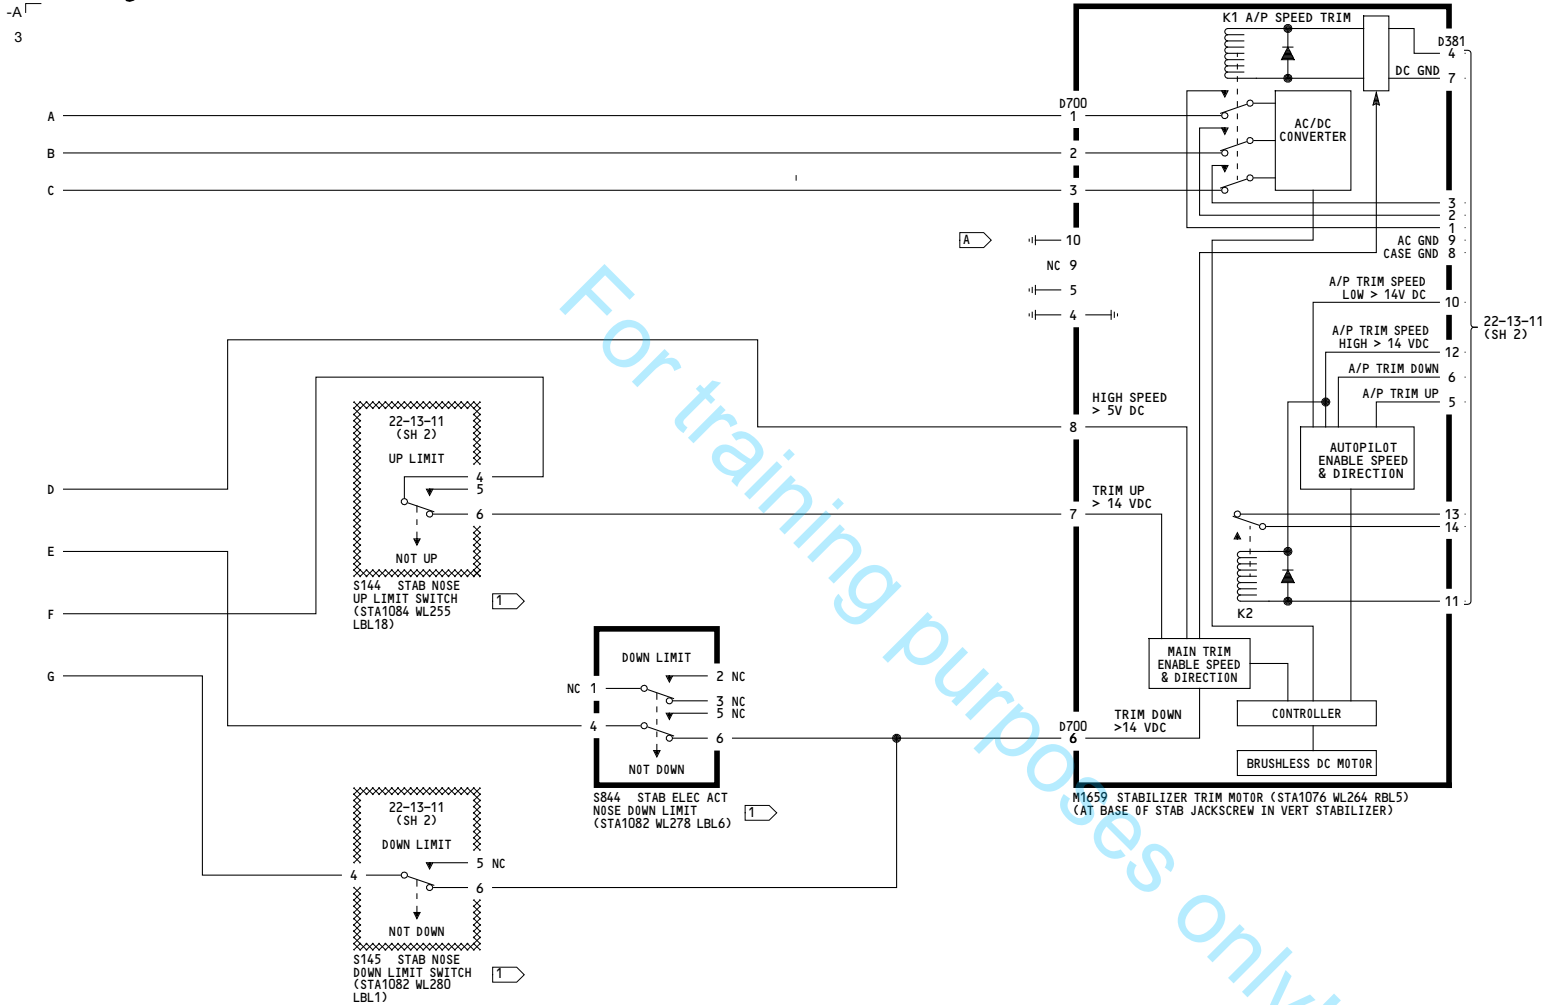 -A
3
K1 A/P SPEED TRIM
D381
4
DC GND 7
D700
A
1
AC/DC
CONVERTER
B
2
C
3
3
2
1
A
10
AC GND 9
CASE GND 8
NC 9
5
4
A/P TRIM SPEED
LOW > 14V DC
10
22-13-11
(SH 2)
A/P TRIM SPEED
HIGH > 14 VDC
12
A/P TRIM DOWN 6
A/P TRIM UP 5
HIGH SPEED
> 5V DC
8
AUTOPILOT
ENABLE SPEED
& DIRECTION
22-13-11
(SH 2)
UP LIMIT
4
5
6
NOT UP
S144 STAB NOSE
UP LIMIT SWITCH
(STA1084 WL255
LBL18)
1
D
TRIM UP
> 14 VDC
7
13
14
E
F
11
K2
G
DOWN LIMIT
NC 1
2 NC
3 NC
5 NC
4
6
NOT DOWN
S844 STAB ELEC ACT
NOSE DOWN LIMIT
(STA1082 WL278 LBL6)
1
MAIN TRIM
ENABLE SPEED
& DIRECTION
D700
6
TRIM DOWN
>14 VDC
CONTROLLER
BRUSHLESS DC MOTOR
M1659 STABILIZER TRIM MOTOR (STA1076 WL264 RBL5)
(AT BASE OF STAB JACKSCREW IN VERT STABILIZER)
22-13-11
(SH 2)
DOWN LIMIT
5 NC
4
6
NOT DOWN
S145 STAB NOSE
DOWN LIMIT SWITCH
(STA1082 WL280
LBL1)
1
For training purposes only!